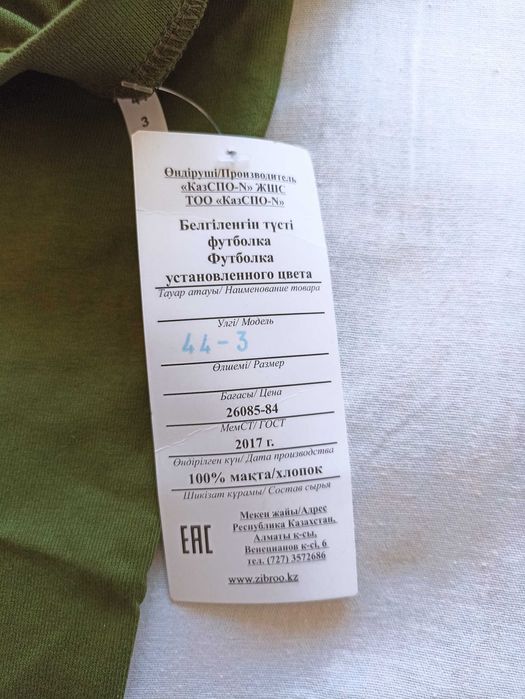 3
Өндіруші/Производитель
«КазСПО-N» ЖШС
ТОО «КазСПО-N»
Белгіленгін түсті
футболка
Футболка
установленного цвета
Тауар атауы/ Наименование товара
Үлгі/ Модель
44-3
Өлшемі/ Размер
Бағасы/ Цена
26085-84
МемСТ/ ГОСТ
2017 г.
Өндірілген күн/ Дата производства
100% мақта/хлопок
Шикізат құрамы/ Состав сырья
EAC
Мекен жайы/Адрес
Республика Казахстан,
Алматы к-сы,
Венецианов к-сі, 6
тел. (727) 3572686
www.zibroo.kz